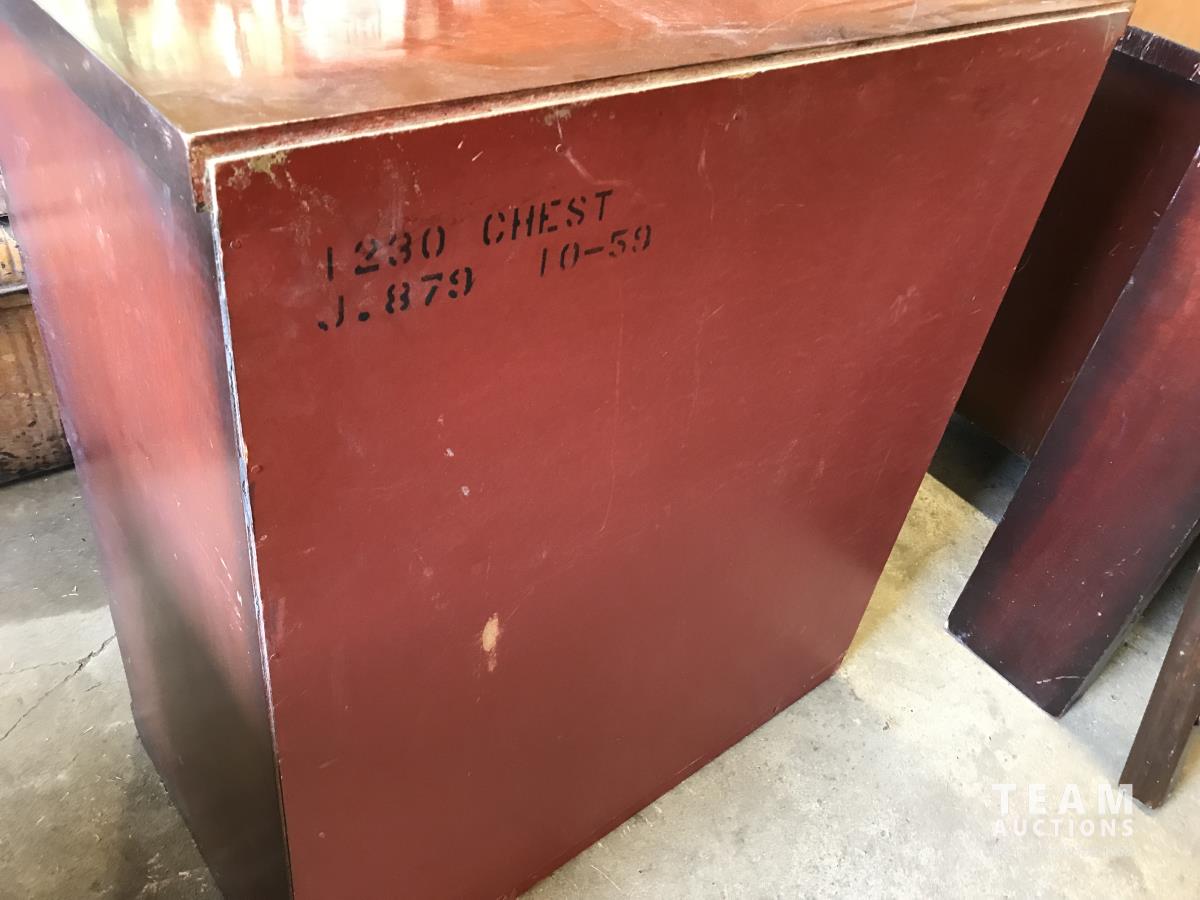 1230 CHEST
J.879 10-59
TEAM
AUCTIONS